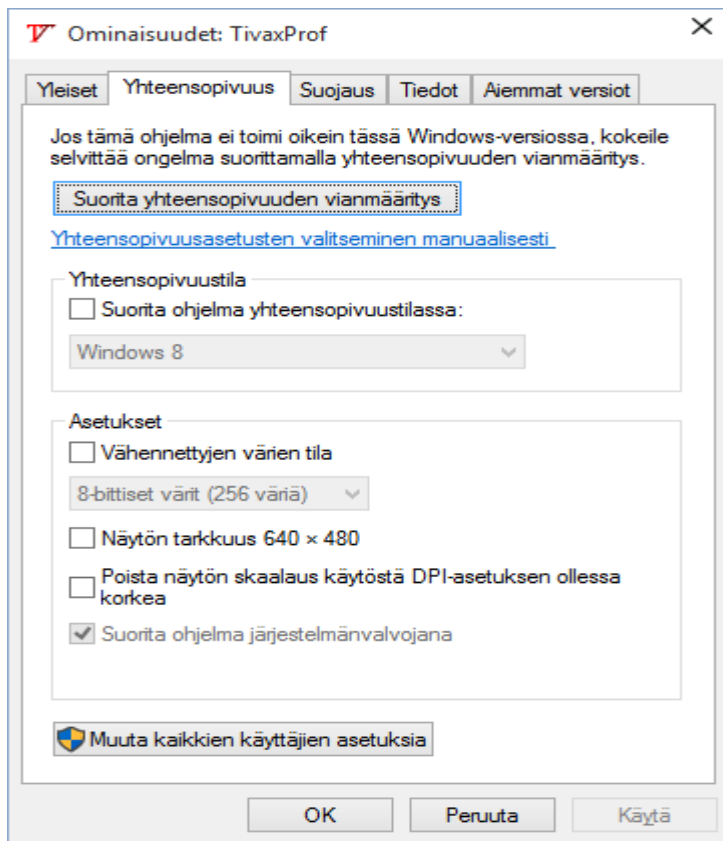 Ominaisuudet: TivaxProf
Yleiset
Yhteensopivuus
Suojaus
Tiedot
Aiemmat versiot
Jos tämä ohjelma ei toimi oikein tässä Windows-versiossa, kokeile
selvittää ongelma suorittamalla yhteensopivuuden vianmääritys.
Suorita yhteensopivuuden vianmääritys
Yhteensopivuusasetusten valitseminen manuaalisesti
Yhteensopivuustila
Suorita ohjelma yhteensopivuustilassa:
Windows 8
Asetukset
Vähennettyjen värien tila
8-bittiset värit (256 väriä)
Näytön tarkkuus 640 × 480
Poista näytön skaalaus käytöstä DPI-asetuksen ollessa
korkea
Suorita ohjelma järjestelmänvalvojana
Muuta kaikkien käyttäjien asetuksia
OK
Peruuta
Käytä